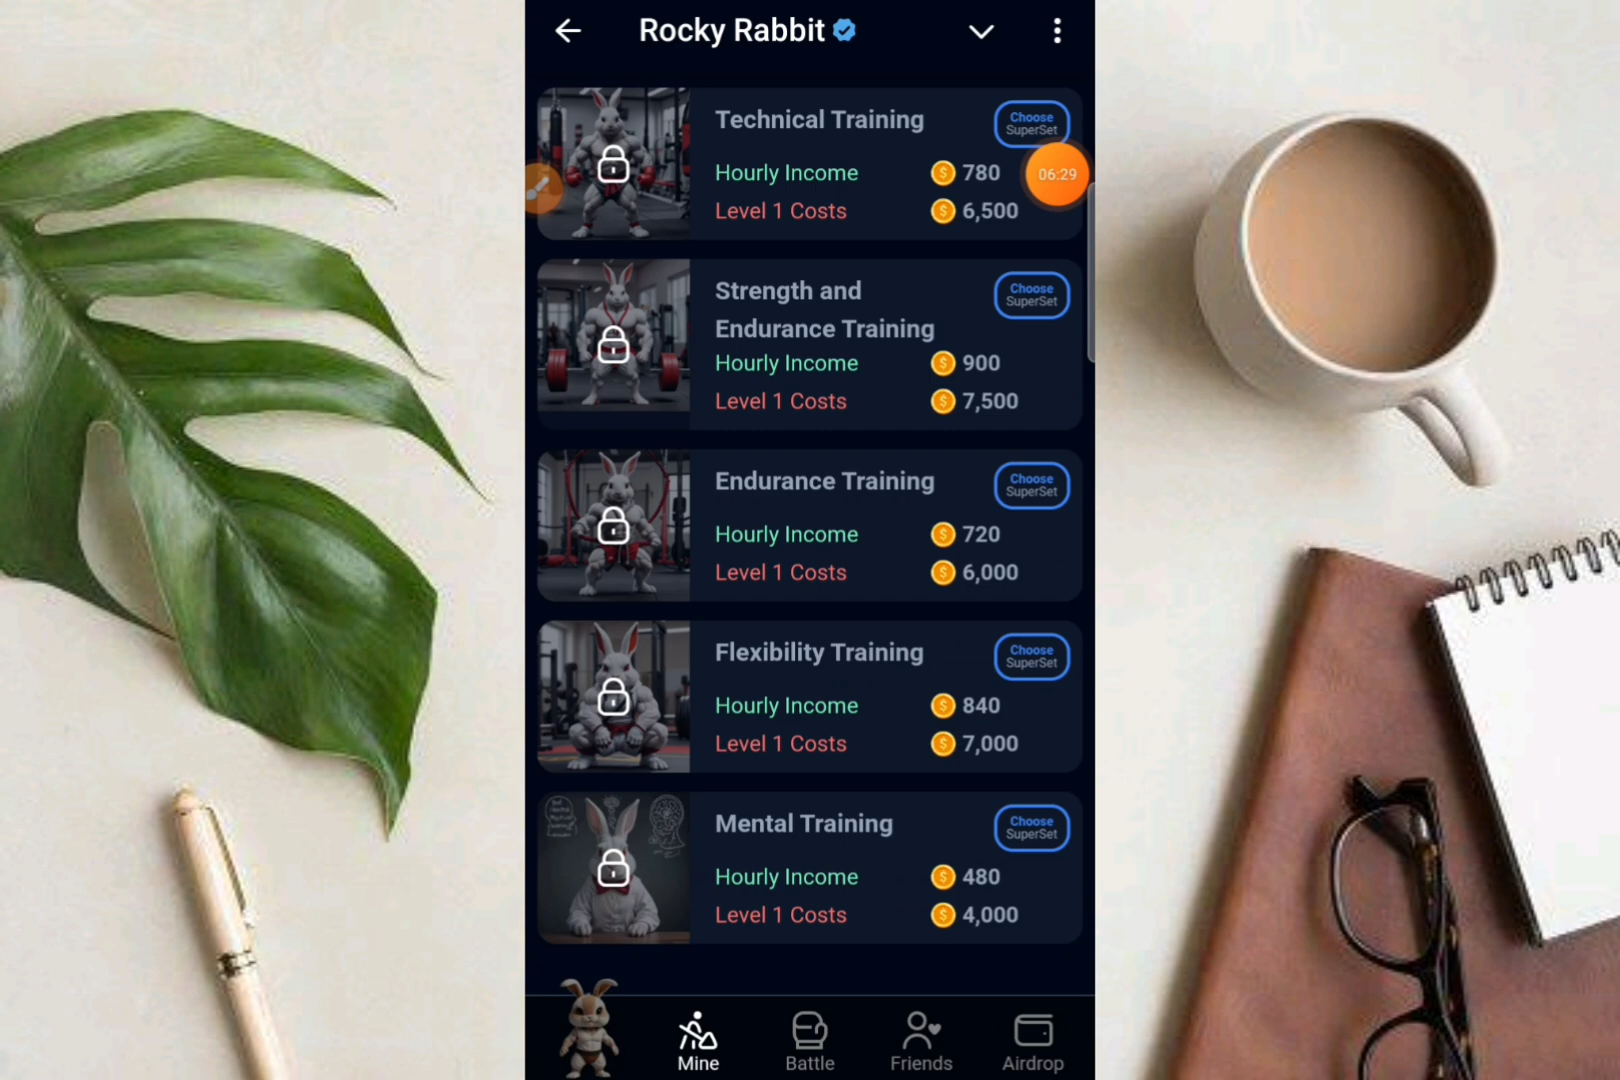 Rocky Rabbit
Technical Training
Choose
SuperSet
Hourly Income
780
06:29
Level 1 Costs
6,500
Strength and
Endurance Training
Choose
SuperSet
Hourly Income
900
Level 1 Costs
7,500
Endurance Training
Choose
SuperSet
Hourly Income
720
Level 1 Costs
6,000
Flexibility Training
Choose
SuperSet
Hourly Income
840
Level 1 Costs
7,000
Mental Training
Choose
SuperSet
Hourly Income
480
Level 1 Costs
4,000
Mine
Battle
Friends
Airdrop